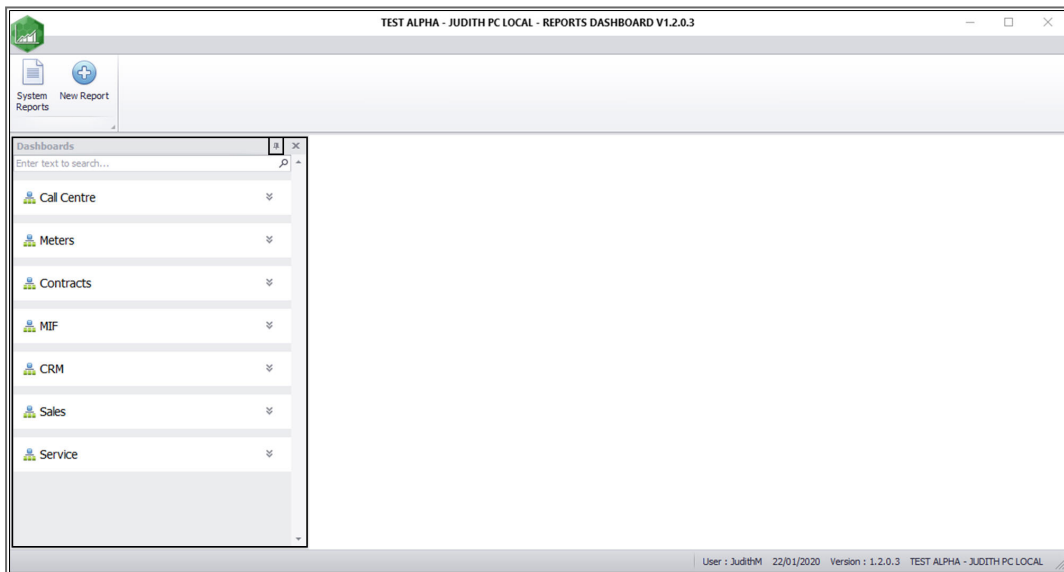 TEST ALPHA - JUDITH PC LOCAL - REPORTS DASHBOARD V1.2.0.3
System Reports
New Report
Dashboards
Enter text to search...
Call Centre
Meters
Contracts
MIF
CRM
Sales
Service
User : JudithM 22/01/2020 Version : 1.2.0.3 TEST ALPHA - JUDITH PC LOCAL